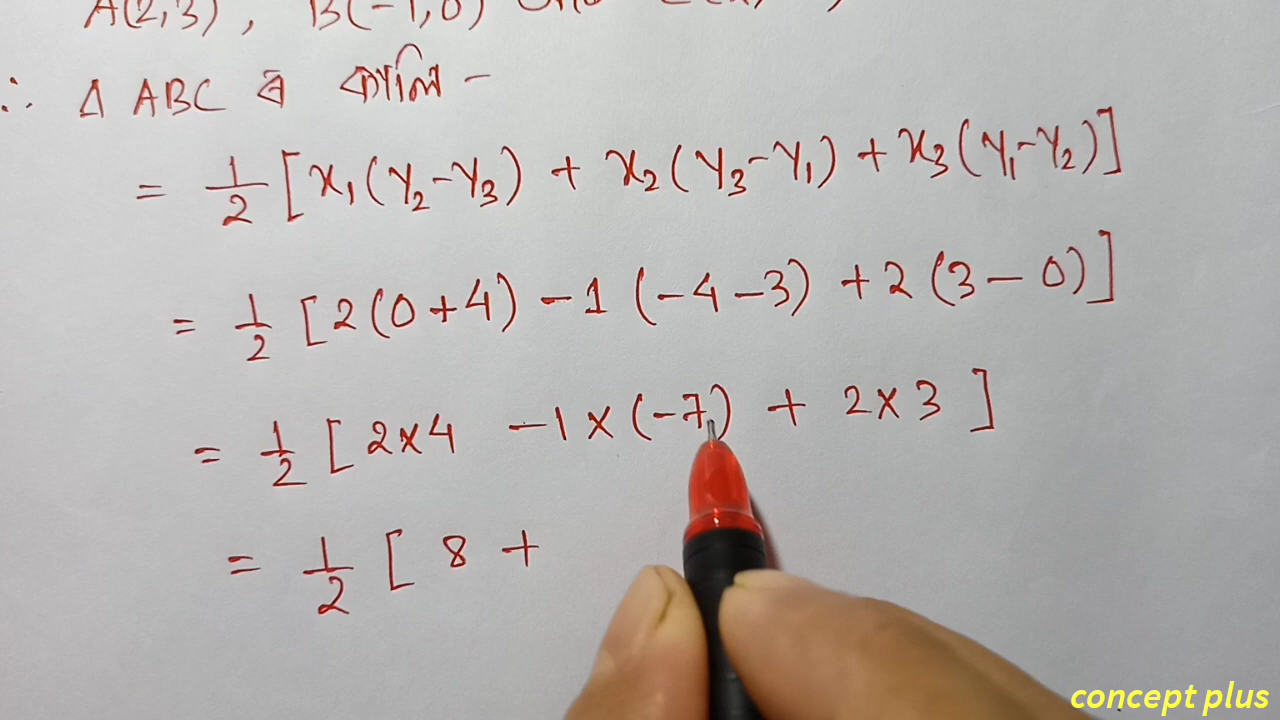 A(2,3), B(-1,0)
∴ Δ ABC ৰ কালি -
= 1/2 [x₁(y₂-y₃) + x₂(y₃-y₁) + x₃(y₁-y₂)]
= 1/2 [2(0+4) -1(-4-3) +2(3-0)]
= 1/2 [2×4 -1×(-7) + 2×3]
= 1/2 [ 8 +
concept plus